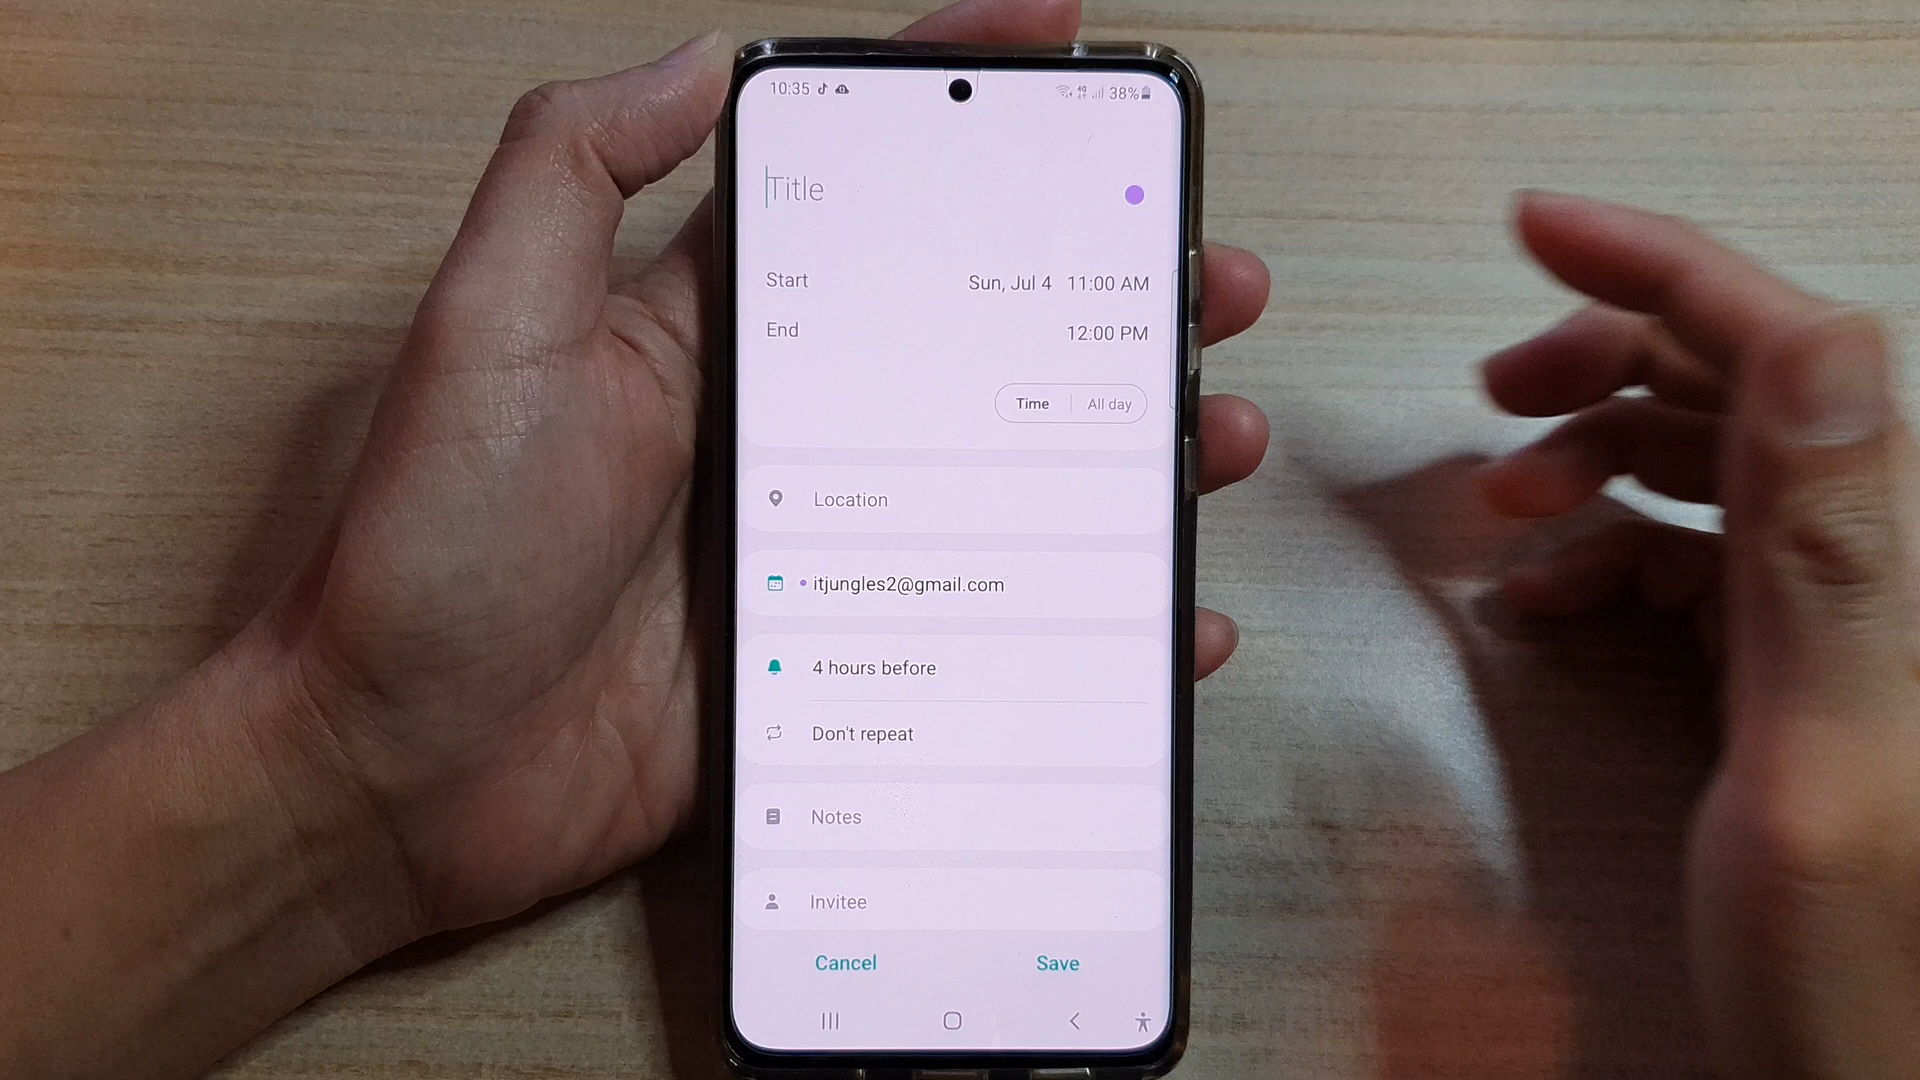 10:35 38%
Title
Start Sun, Jul 4 11:00 AM
End 12:00 PM
Time All day
Location
itjungles2@gmail.com
4 hours before
Don't repeat
Notes
Invitee
Cancel Save